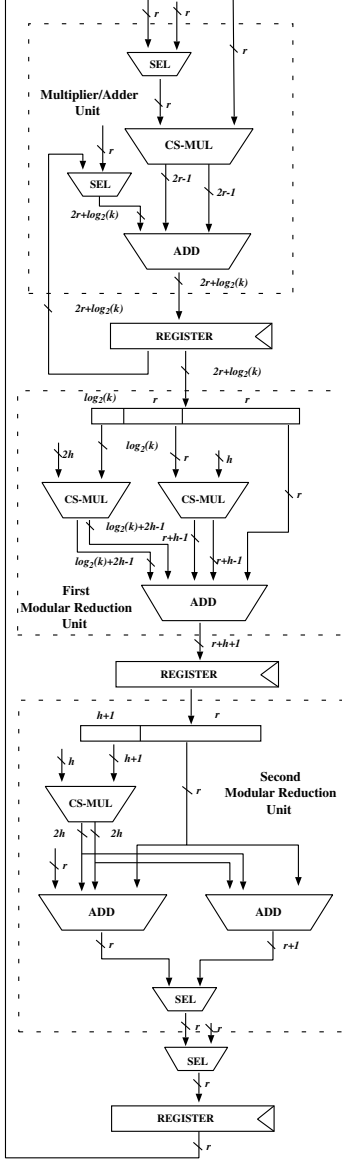 r
r
r
SEL
Multiplier/Adder
Unit
r
CS-MUL
r
SEL
2r-1
2r-1
2r+log2(k)
ADD
2r+log2(k)
2r+log2(k)
REGISTER
2r+log2(k)
log2(k)
r
r
2h
log2(k)
r
h
CS-MUL
CS-MUL
r
log2(k)+2h-1
r+h-1
log2(k)+2h-1
r+h-1
First
Modular Reduction
Unit
ADD
r+h+1
REGISTER
h+1
r
h
h+1
Second
Modular Reduction
Unit
CS-MUL
r
2h
2h
r
ADD
ADD
r
r+1
SEL
r
r
SEL
r
REGISTER
r